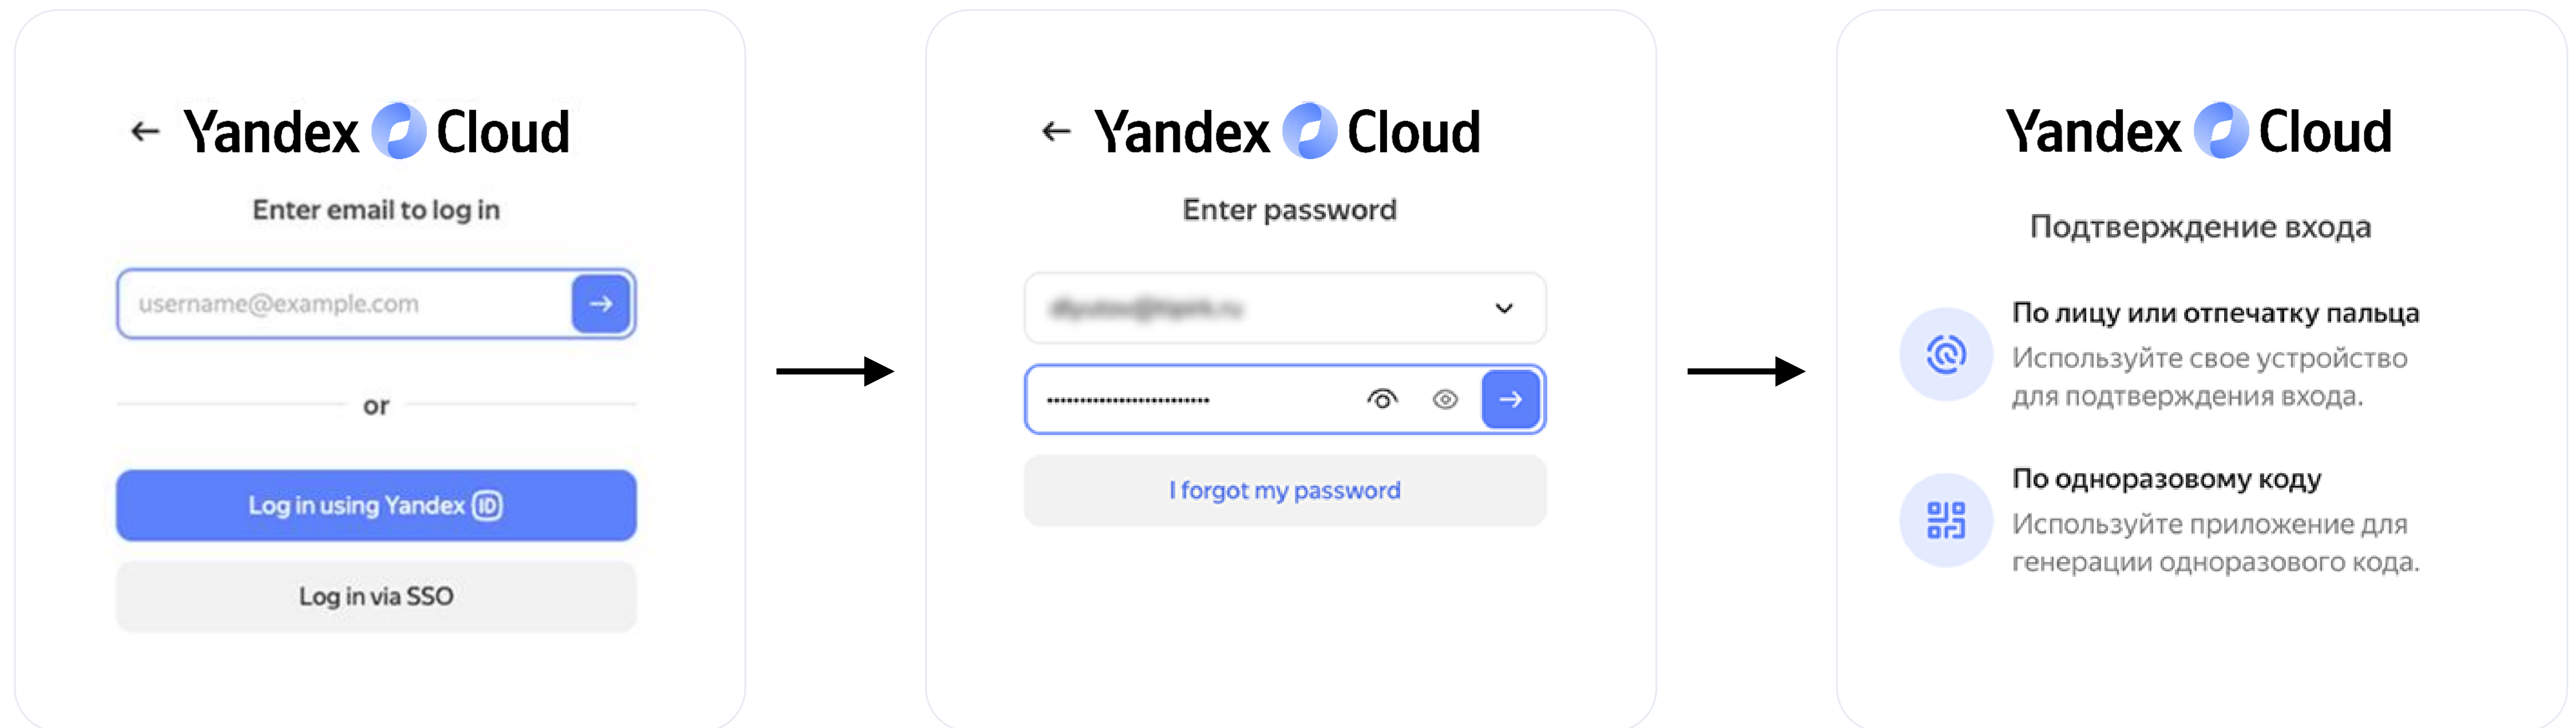 Yandex Cloud
Enter email to log in
username@example.com
or
Log in using Yandex ID
Log in via SSO
Yandex Cloud
Enter password
I forgot my password
Yandex Cloud
Подтверждение входа
По лицу или отпечатку пальца
Используйте свое устройство
для подтверждения входа.
По одноразовому коду
Используйте приложение для
генерации одноразового кода.